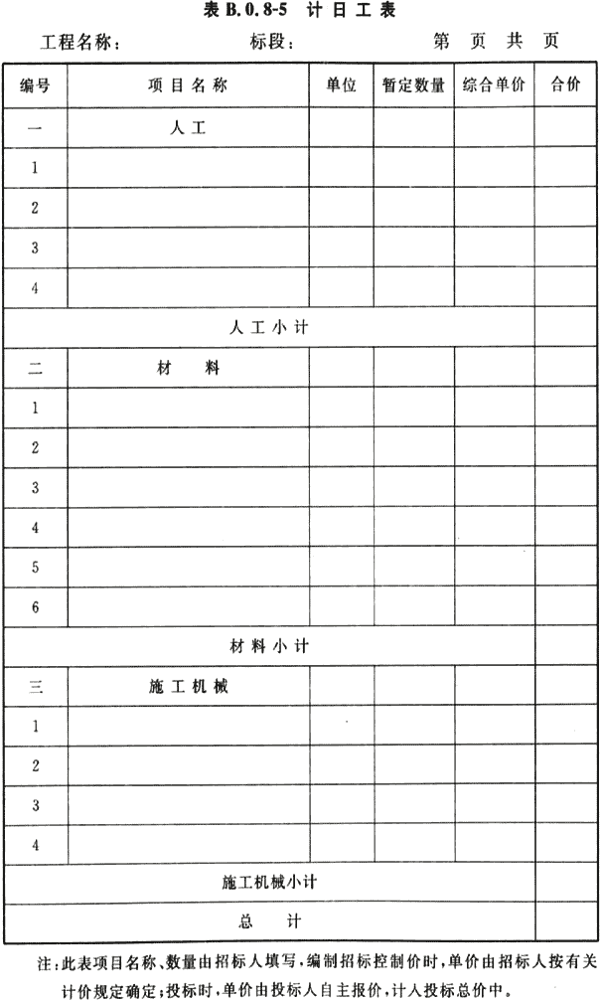 表 B.0.8-5 计日工表
工程名称： 标段： 第 页 共 页
编号 项目名称 单位 暂定数量 综合单价 合价
一 人工
1
2
3
4
人工小计
二 材料
1
2
3
4
5
6
材料小计
三 施工机械
1
2
3
4
施工机械小计
总计
注：此表项目名称、数量由招标人填写，编制招标控制价时，单价由招标人按有关
计价规定确定；投标时，单价由投标人自主报价，计入投标总价中。